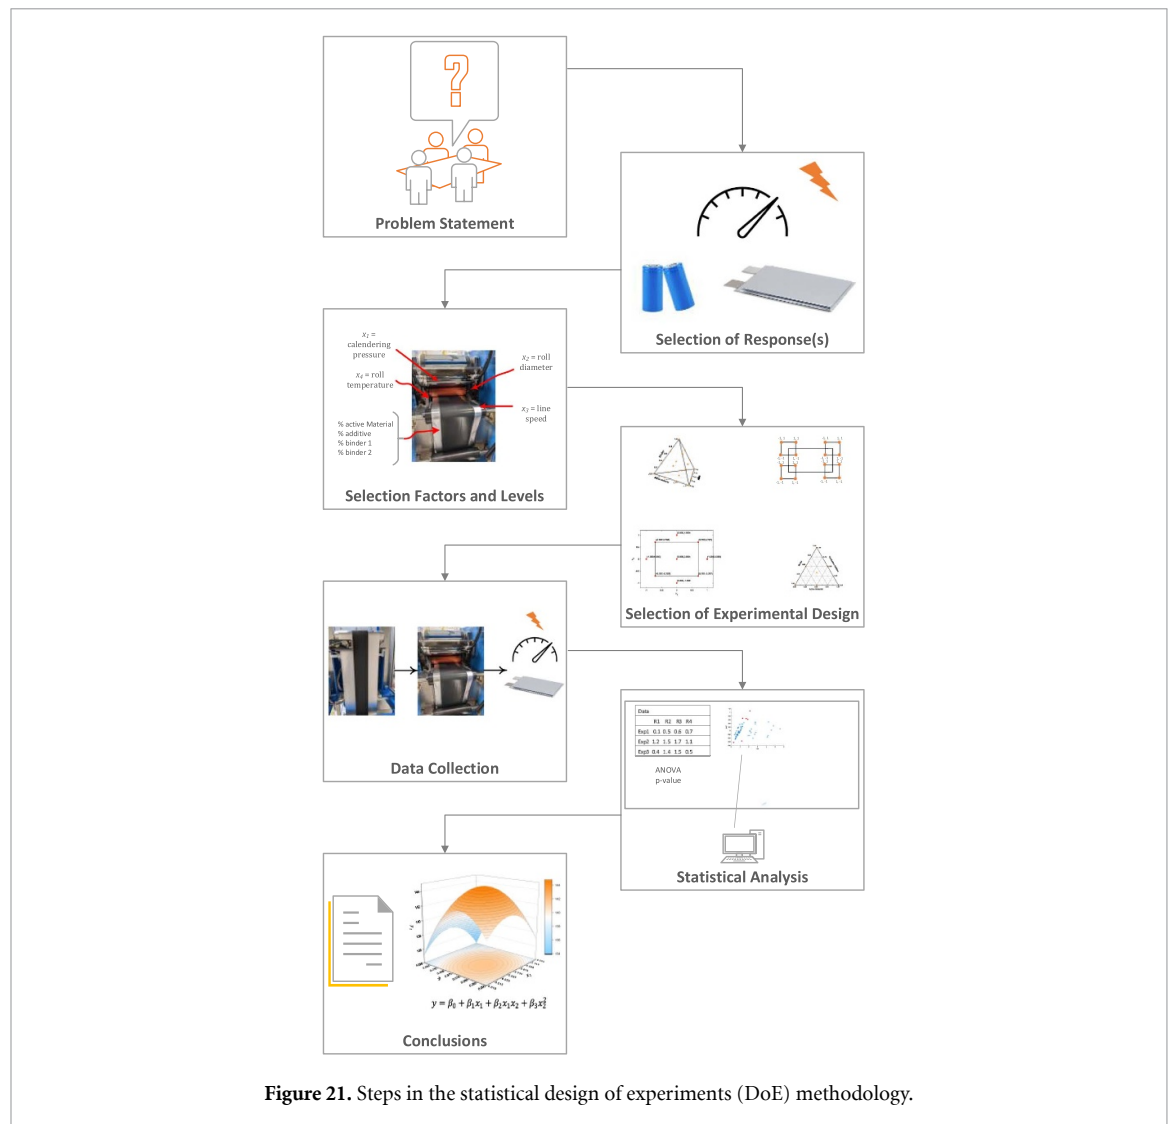 ?
Problem Statement
Selection of Response(s)
x₁ =
calendering
pressure
x₂ = roll
diameter
x₄ = roll
temperature
x₃ = line
speed
% active Material
% additive
% binder 1
% binder 2
Selection Factors and Levels
Selection of Experimental Design
Data Collection
Data
R1 R2 R3 R4
Exp1 0.1 0.5 0.6 0.7
Exp2 1.2 1.5 1.7 1.1
Exp3 0.4 1.4 1.5 0.5
ANOVA
p-value
Statistical Analysis
y = β₀ + β₁x₁ + β₂x₁x₂ + β₃x₂²
Conclusions
Figure 21. Steps in the statistical design of experiments (DoE) methodology.